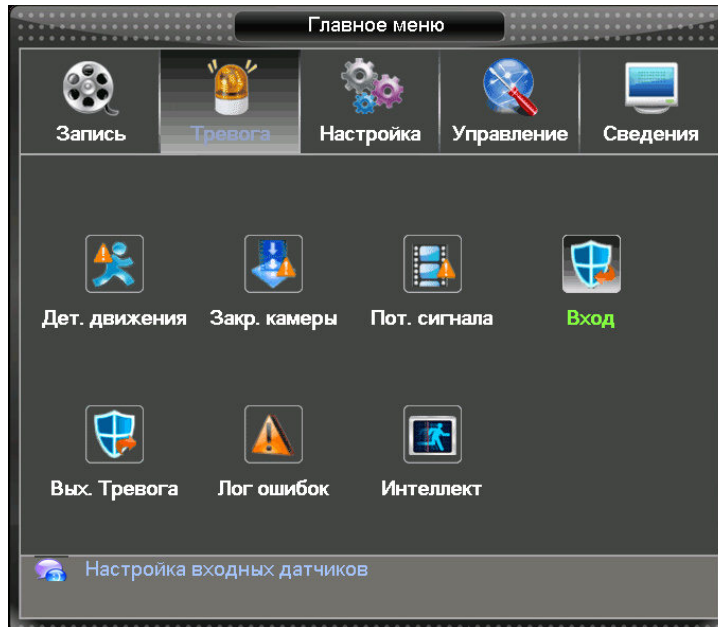 Главное меню
Запись Тревога Настройка Управление Сведения
Дет. движения Закр. камеры Пот. сигнала Вход
Вых. Тревога Лог ошибок Интеллект
Настройка входных датчиков